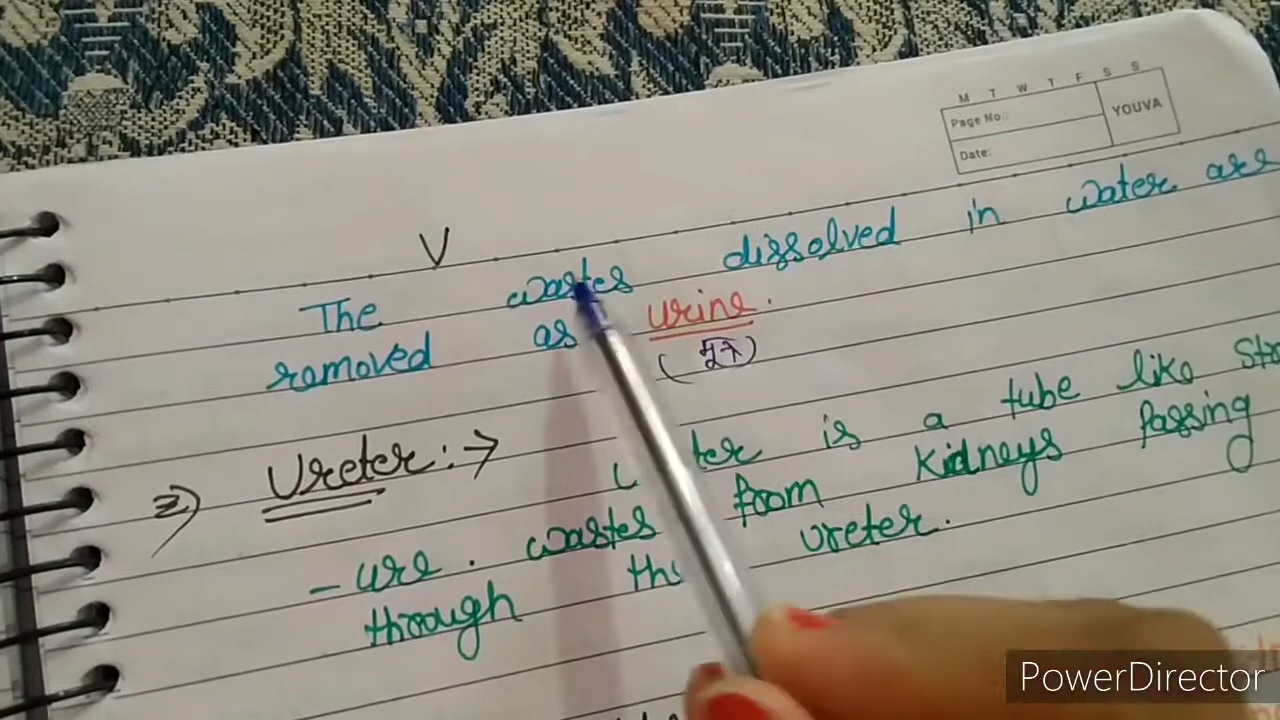 M T W T F S S
Page No.:
YOUVA
Date:
V
The wastes dissolved in water are
removed as urine.
(मूत्र)
2) Ureter :→ is a tube like
-ure. wastes from kidneys passing
through ureter.
PowerDirector